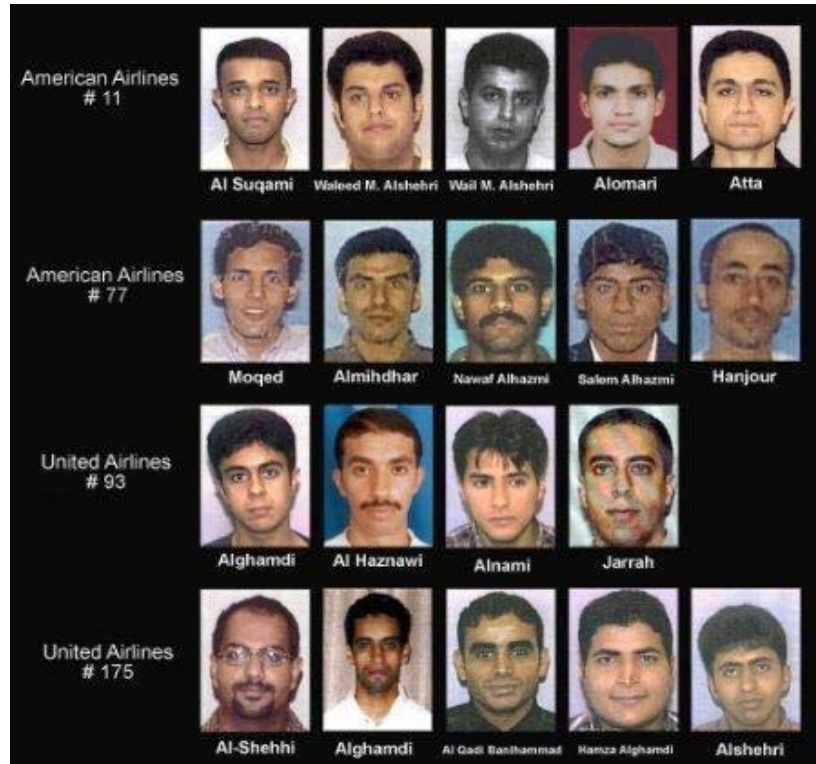 American Airlines
# 11
Al Suqami
Waleed M. Alshehri
Wail M. Alshehri
Alomari
Atta
American Airlines
# 77
Moqed
Almihdhar
Nawaf Alhazmi
Salem Alhazmi
Hanjour
United Airlines
# 93
Alghamdi
Al Haznawi
Alnami
Jarrah
United Airlines
# 175
Al-Shehhi
Alghamdi
Al Qadi Banihammad
Hamza Alghamdi
Alshehri